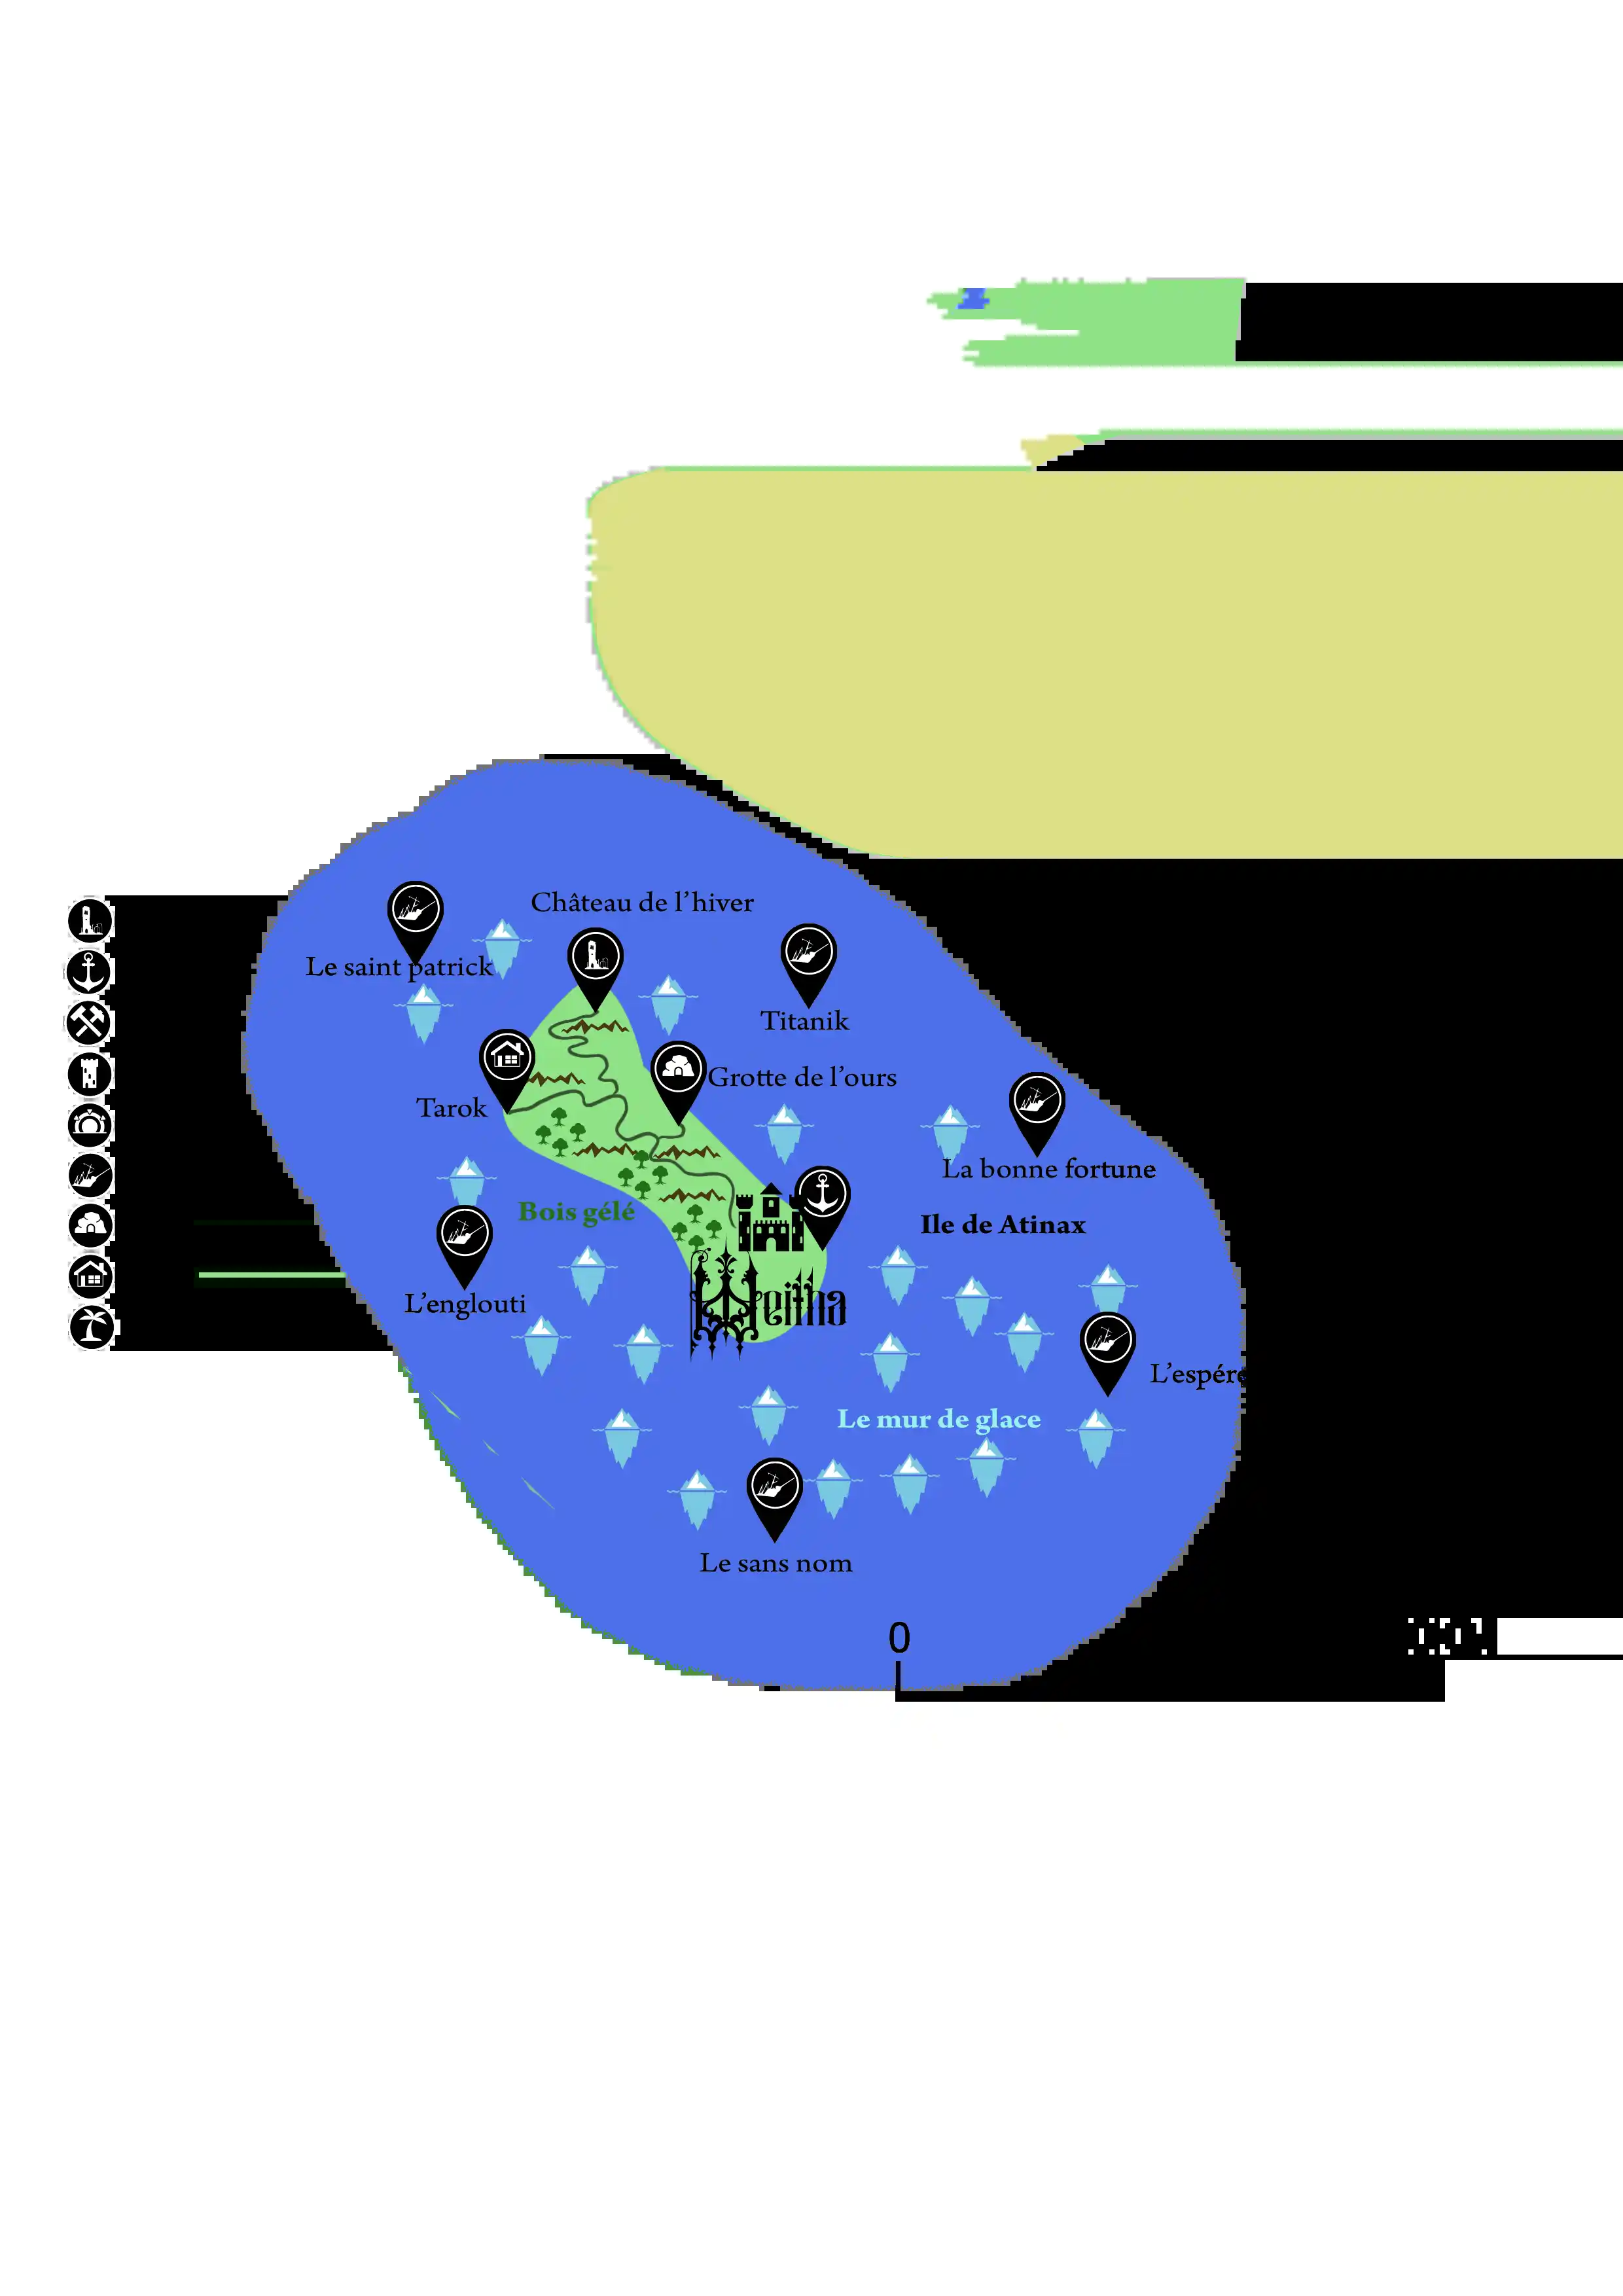 Château de l'hiver
Le saint patrick
Titanik
Grotte de l'ours
Tarok
La bonne fortune
Bois gélé
Ile de Atinax
L'englouti
L'espére
Le mur de glace
Le sans nom
0